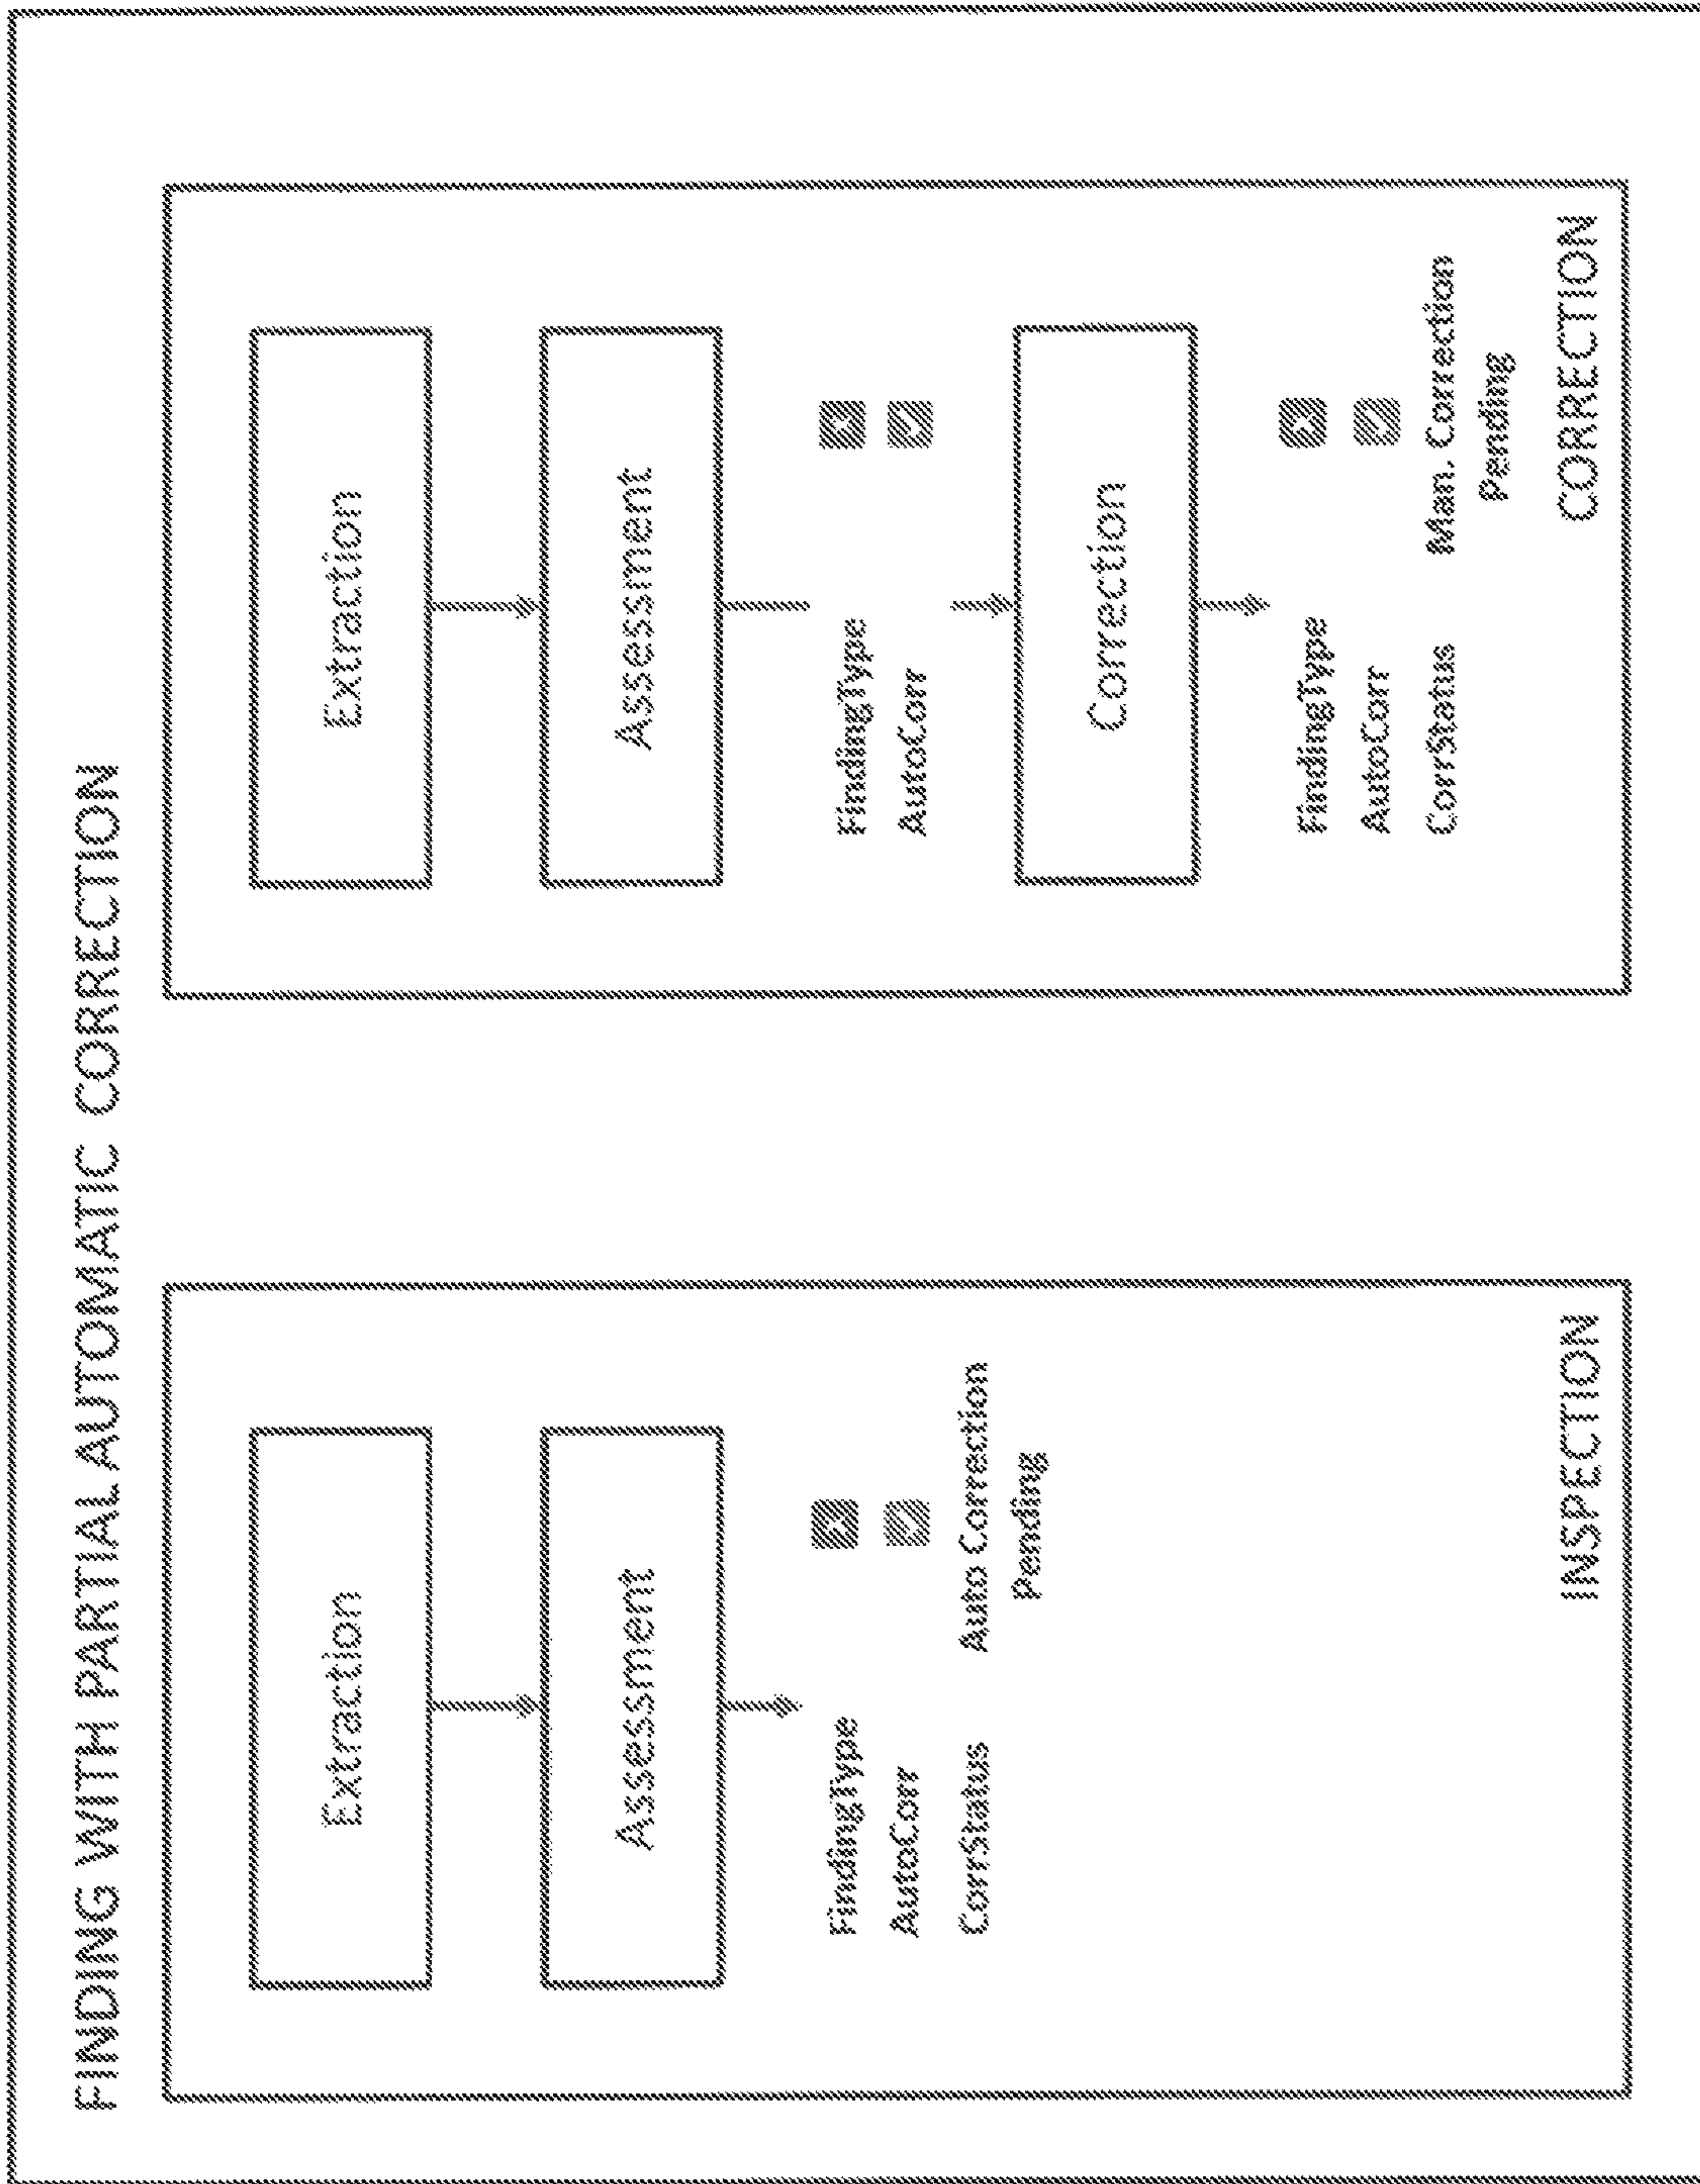 FINDING WITH PARTIAL AUTOMATIC CORRECTION
Extraction
Assessment
FindingType
AutoCorr
CorrStatus Auto Correction
Pending
INSPECTION
Extraction
Assessment
FindingType
AutoCorr
Correction
FindingType
AutoCorr
CorrStatus Man. Correction
Pending
CORRECTION